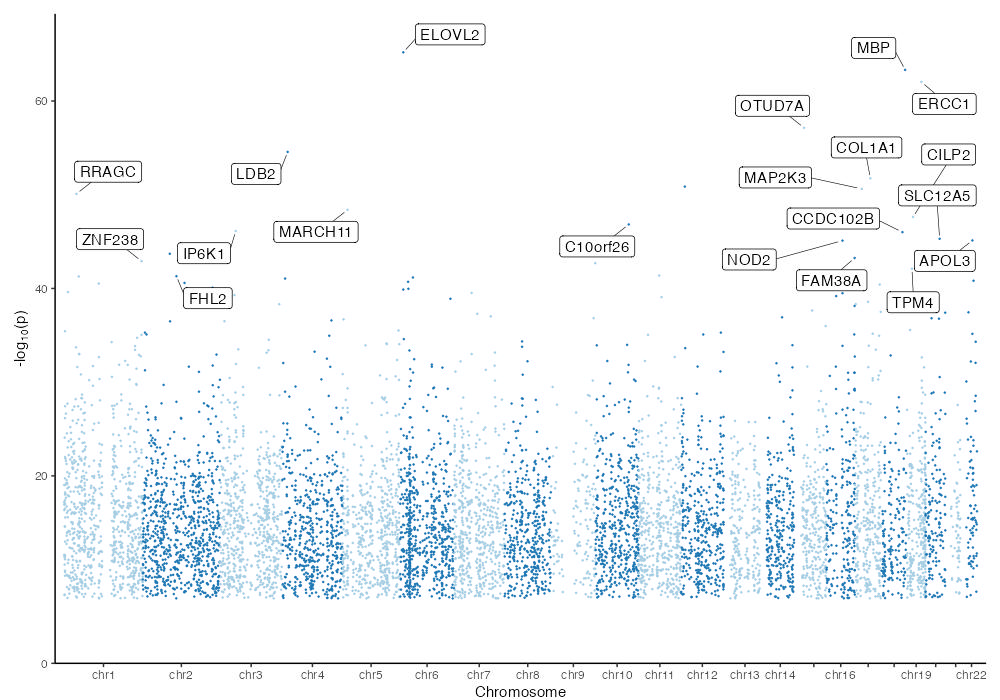 ELOVL2
MBP
ERCC1
OTUD7A
COL1A1
CILP2
RRAGC
LDB2
MAP2K3
SLC12A5
MARCH11
CCDC102B
ZNF238
IP6K1
C10orf26
NOD2
APOL3
FAM38A
FHL2
TPM4
60
40
20
0
-log10(p)
chr1 chr2 chr3 chr4 chr5 chr6 chr7 chr8 chr9 chr10 chr11 chr12 chr13 chr14 chr16 chr19 chr22
Chromosome